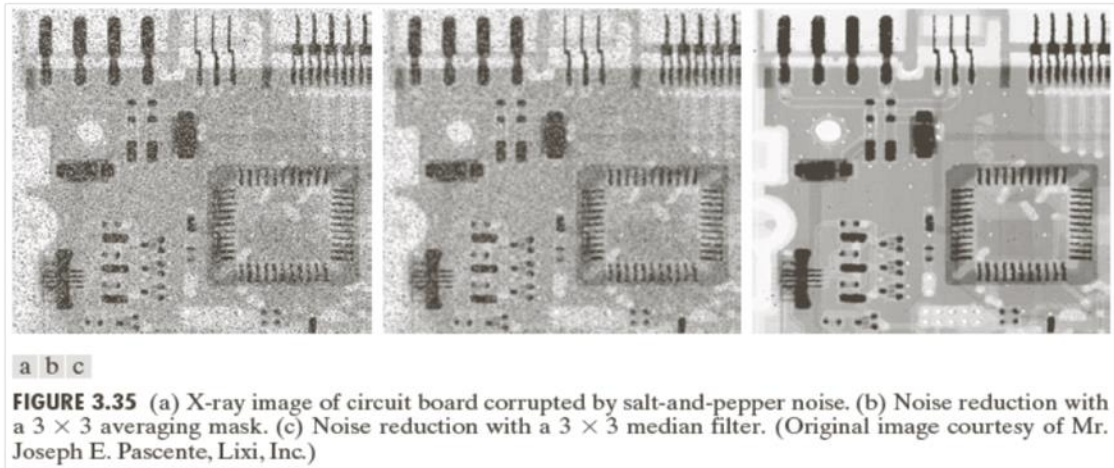 a b c
FIGURE 3.35 (a) X-ray image of circuit board corrupted by salt-and-pepper noise. (b) Noise reduction with
a 3 × 3 averaging mask. (c) Noise reduction with a 3 × 3 median filter. (Original image courtesy of Mr.
Joseph E. Pascente, Lixi, Inc.)